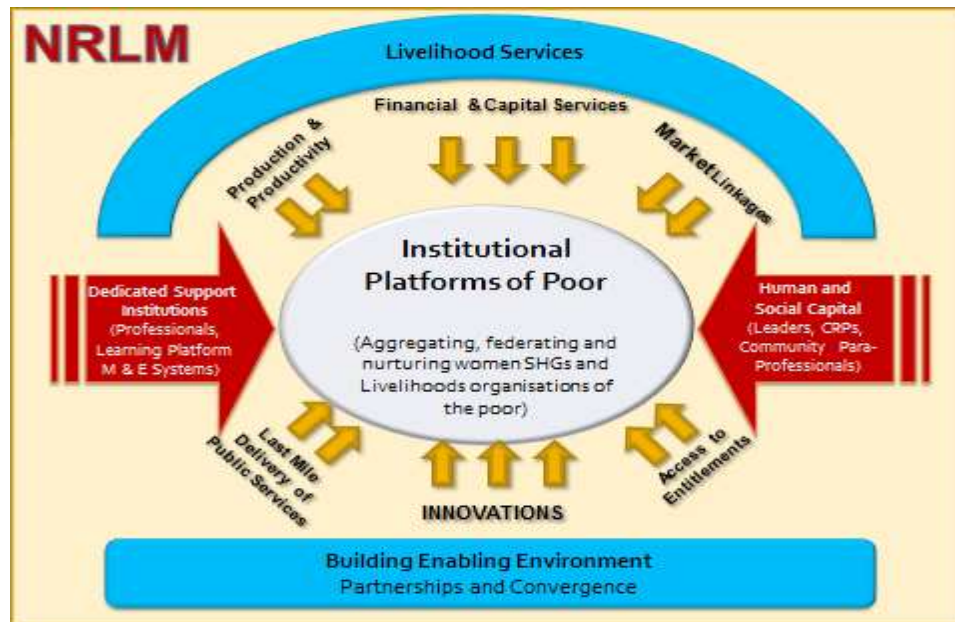 NRLM
Livelihood Services
Financial & Capital Services
Production &
Productivity
Market Linkages
Institutional
Platforms of Poor
(Aggregating, federating and
nurturing women SHGs and
Livelihoods organisations of
the poor)
Dedicated Support
Institutions
(Professionals,
Learning Platform
M & E Systems)
Human and
Social Capital
(Leaders, CRPs,
Community Para-
Professionals)
Last Mile
Delivery of
Public Services
INNOVATIONS
Access to
Entitlements
Building Enabling Environment
Partnerships and Convergence